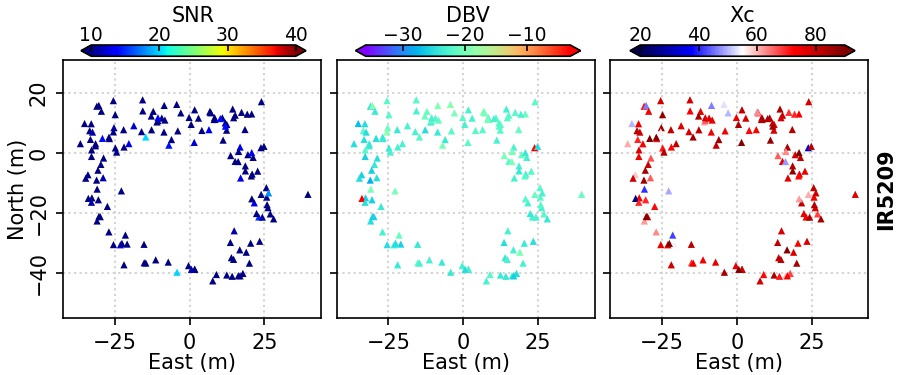 SNR DBV Xc
10 20 30 40 −30 −20 −10 20 40 60 80
20
0
−20
−40
North (m)
−25 0 25 −25 0 25 −25 0 25
East (m) East (m) East (m)
IR5209